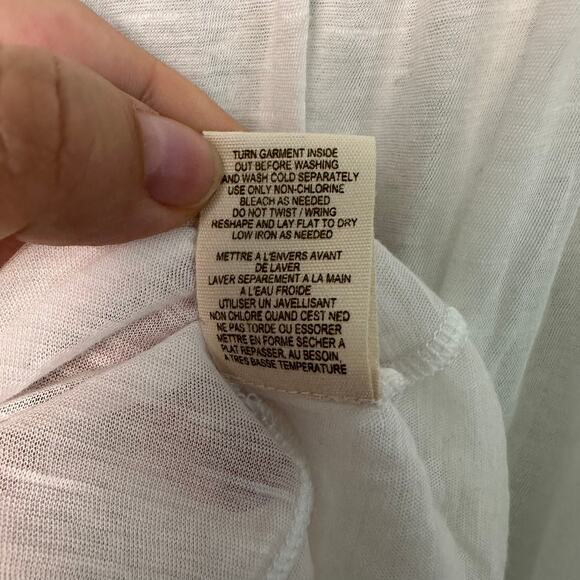 TURN GARMENT INSIDE
OUT BEFORE WASHING
AND WASH COLD SEPARATELY
USE ONLY NON-CHLORINE
BLEACH AS NEEDED
DO NOT TWIST / WRING
RESHAPE AND LAY FLAT TO DRY
LOW IRON AS NEEDED
METTRE A L'ENVERS AVANT
DE LAVER
LAVER SEPAREMENT A LA MAIN
A L'EAU FROIDE
UTILISER UN JAVELLISANT
NON CHLORE QUAND C'EST NED
NE PAS TORDE OU ESSORER
METTRE EN FORME SÉCHER À
PLAT REPASSER, AU BESOIN,
A TRES BASSE TEMPERATURE